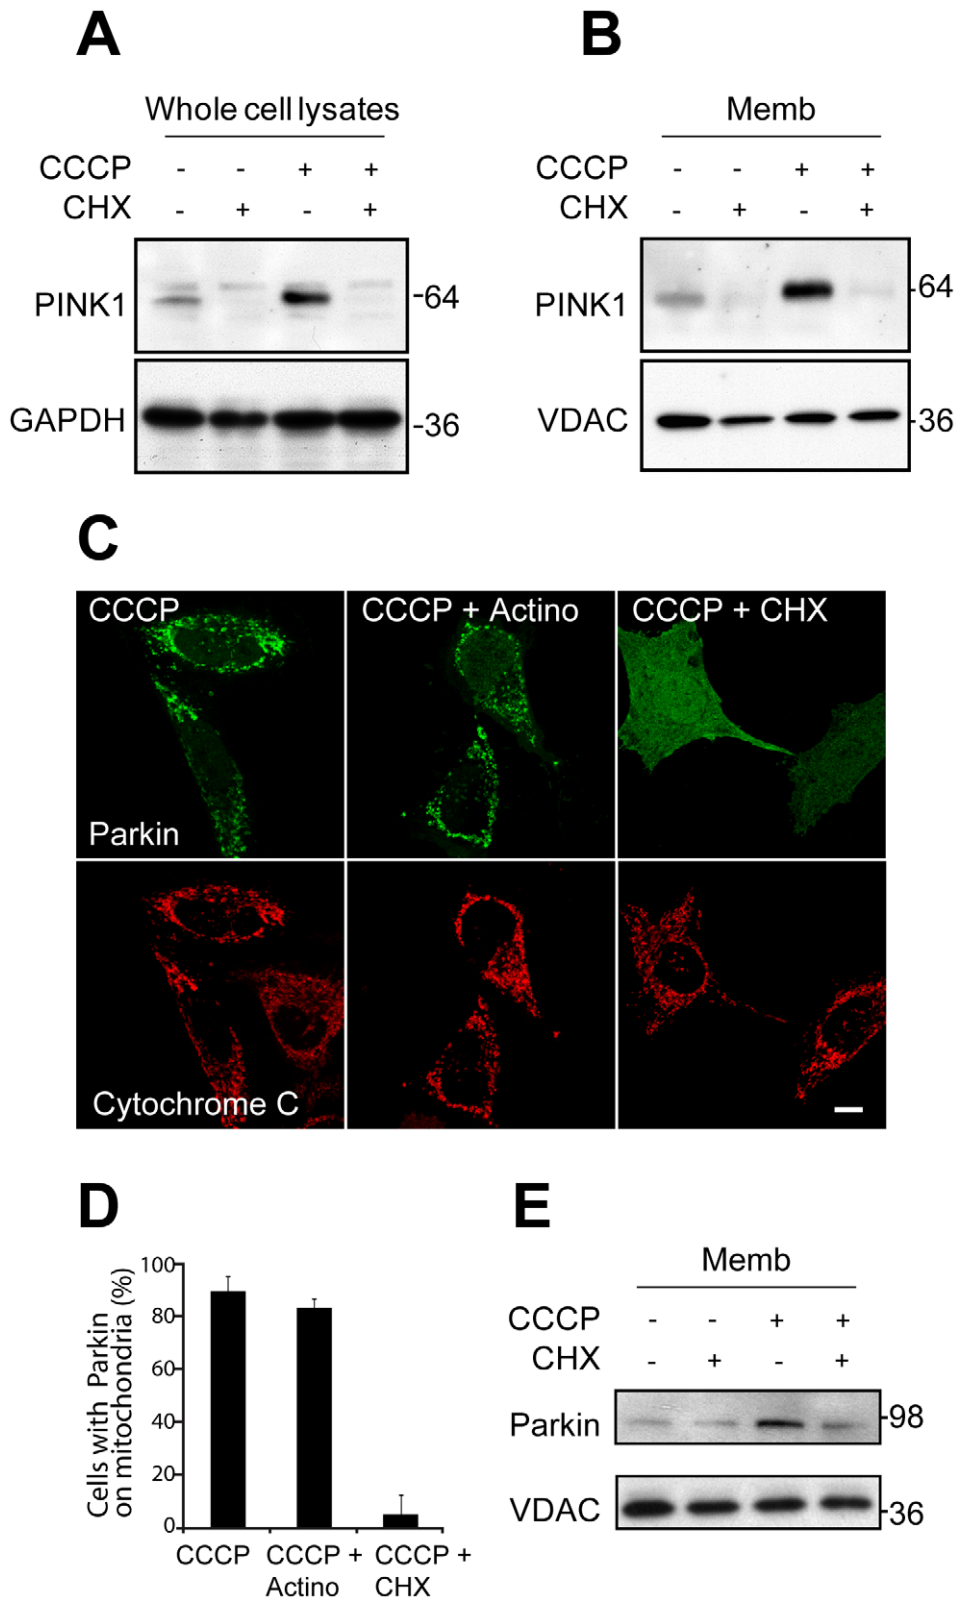 A
Whole cell lysates
CCCP - - + +
CHX - + - +
PINK1 -64
GAPDH -36
B
Memb
CCCP - - + +
CHX - + - +
PINK1 -64
VDAC -36
C
CCCP CCCP + Actino CCCP + CHX
Parkin
Cytochrome C
D
Cells with Parkin
on mitochondria (%)
100
80
60
40
20
0
CCCP CCCP + CCCP +
Actino CHX
E
Memb
CCCP - - + +
CHX - + - +
Parkin -98
VDAC -36